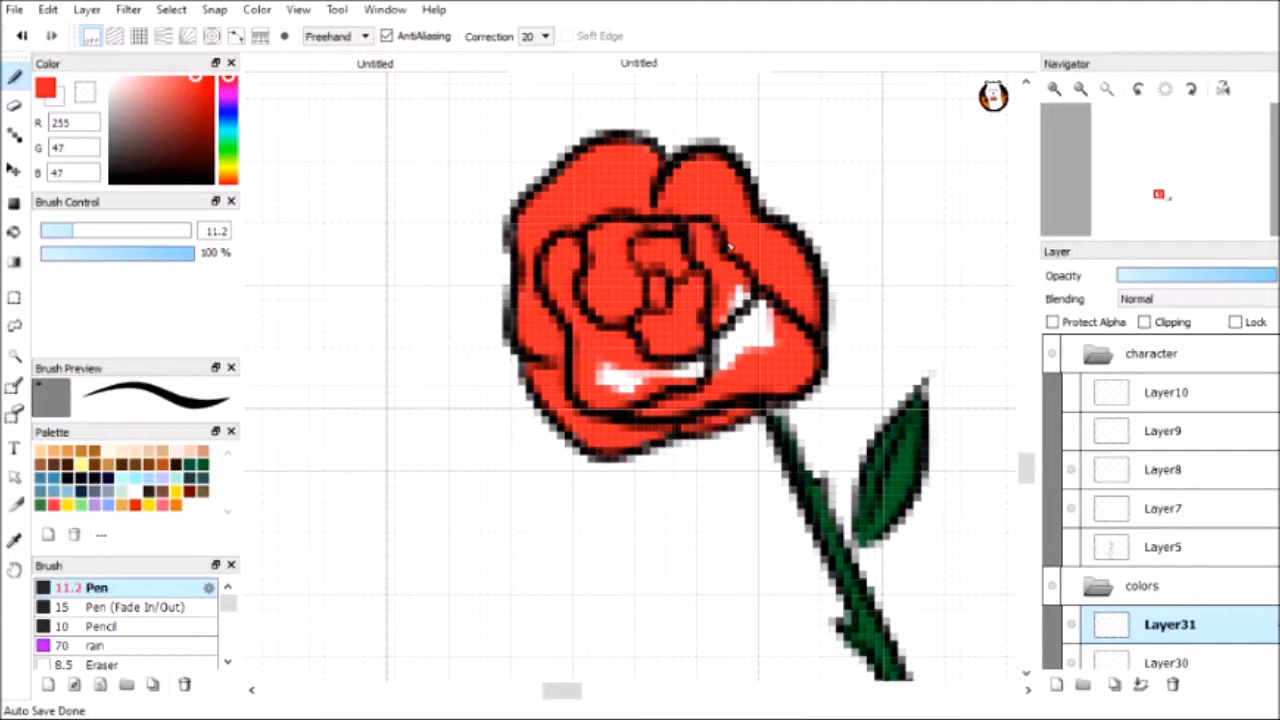 File Edit Layer Filter Select Snap Color View Tool Window Help
off Freehand AntiAliasing Correction 20 Soft Edge
Color
Untitled Untitled
Navigator
R 255
G 47
B 47
Brush Control
11.2
100 %
Layer
Opacity
Blending Normal
Protect Alpha Clipping Lock
character
Brush Preview
Layer10
Palette
Layer9
Layer8
Layer7
---
Layer5
Brush
11.2 Pen
colors
15 Pen (Fade In/Out)
10 Pencil
Layer31
70 rain
8.5 Eraser
Layer30
Auto Save Done